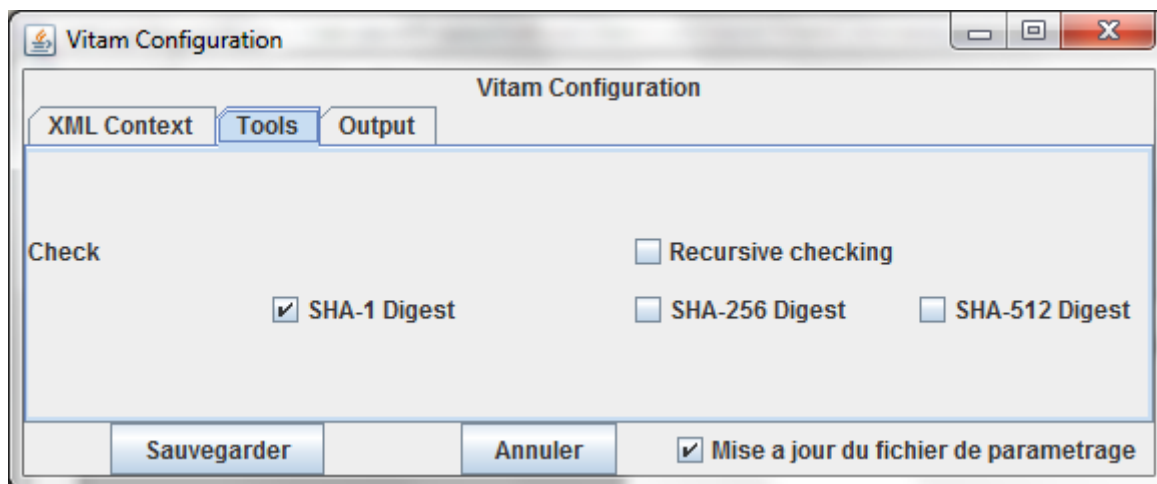 Vitam Configuration
Vitam Configuration
XML Context Tools Output
Check Recursive checking
SHA-1 Digest SHA-256 Digest SHA-512 Digest
Sauvegarder Annuler Mise a jour du fichier de parametrage